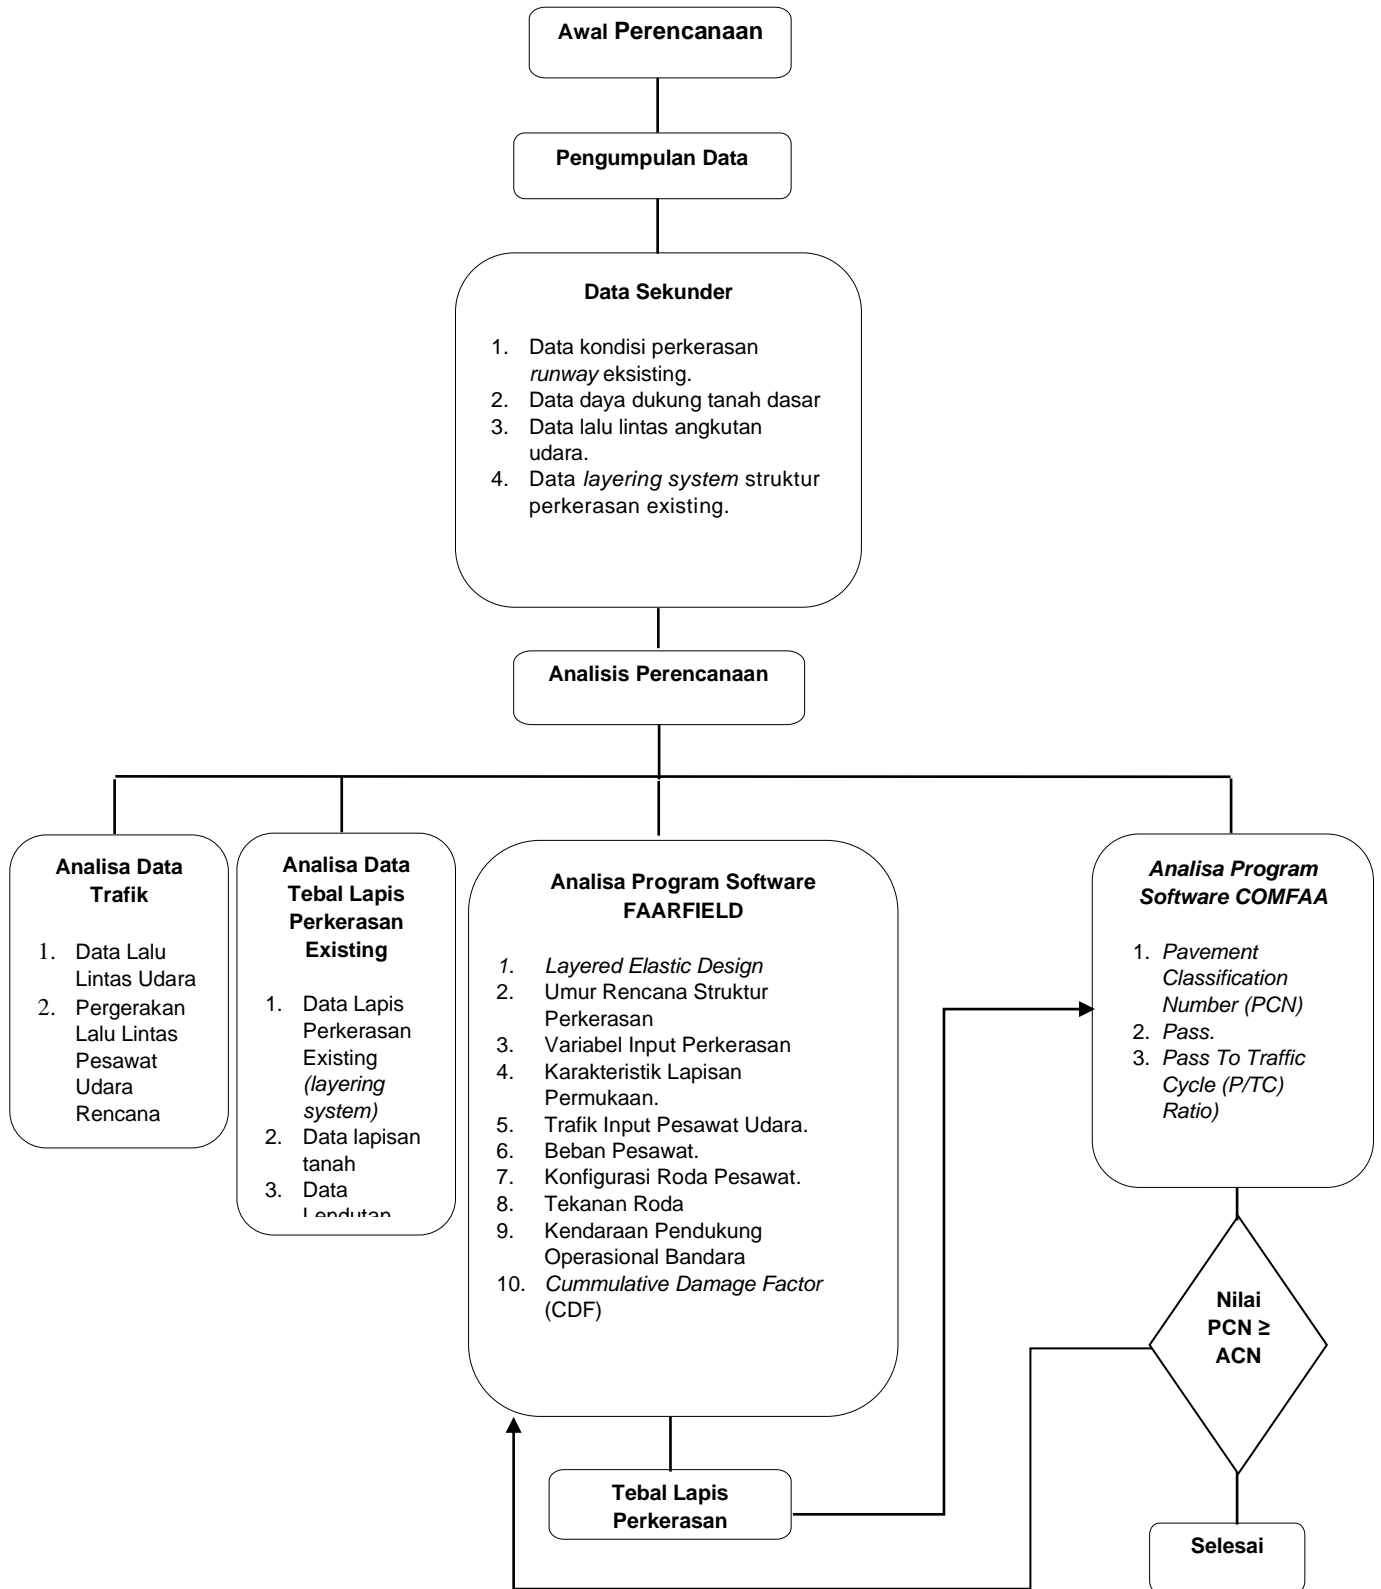 Awal Perencanaan
Pengumpulan Data
Data Sekunder
1. Data kondisi perkerasan
runway eksisting.
2. Data daya dukung tanah dasar
3. Data lalu lintas angkutan
udara.
4. Data layering system struktur
perkerasan existing.
Analisis Perencanaan
Analisa Data
Trafik
1. Data Lalu
Lintas Udara
2. Pergerakan
Lalu Lintas
Pesawat
Udara
Rencana
Analisa Data
Tebal Lapis
Perkerasan
Existing
1. Data Lapis
Perkerasan
Existing
(layering
system)
2. Data lapisan
tanah
3. Data
Lendutan
Analisa Program Software
FAARFIELD
1. Layered Elastic Design
2. Umur Rencana Struktur
Perkerasan
3. Variabel Input Perkerasan
4. Karakteristik Lapisan
Permukaan.
5. Trafik Input Pesawat Udara.
6. Beban Pesawat.
7. Konfigurasi Roda Pesawat.
8. Tekanan Roda
9. Kendaraan Pendukung
Operasional Bandara
10. Cummulative Damage Factor
(CDF)
Tebal Lapis
Perkerasan
Analisa Program
Software COMFAA
1. Pavement
Classification
Number (PCN)
2. Pass.
3. Pass To Traffic
Cycle (P/TC)
Ratio)
Nilai
PCN ≥
ACN
Selesai